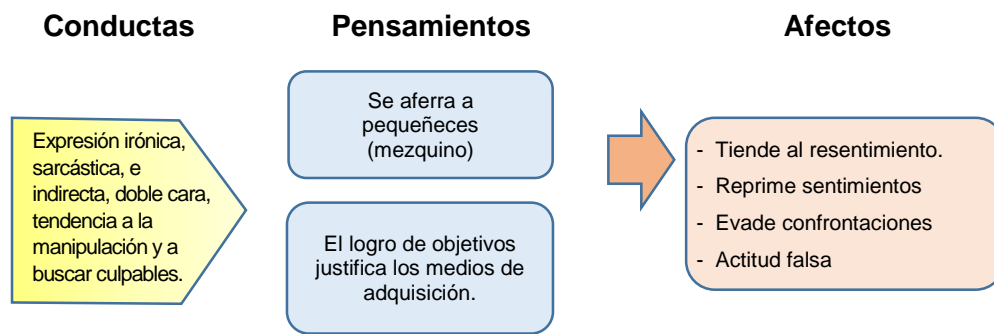 Conductas
Pensamientos
Afectos
Expresión irónica,
sarcástica, e
indirecta, doble cara,
tendencia a la
manipulación y a
buscar culpables.
Se aferra a
pequeñeces
(mezquino)
El logro de objetivos
justifica los medios de
adquisición.
- Tiende al resentimiento.
- Reprime sentimientos
- Evade confrontaciones
- Actitud falsa